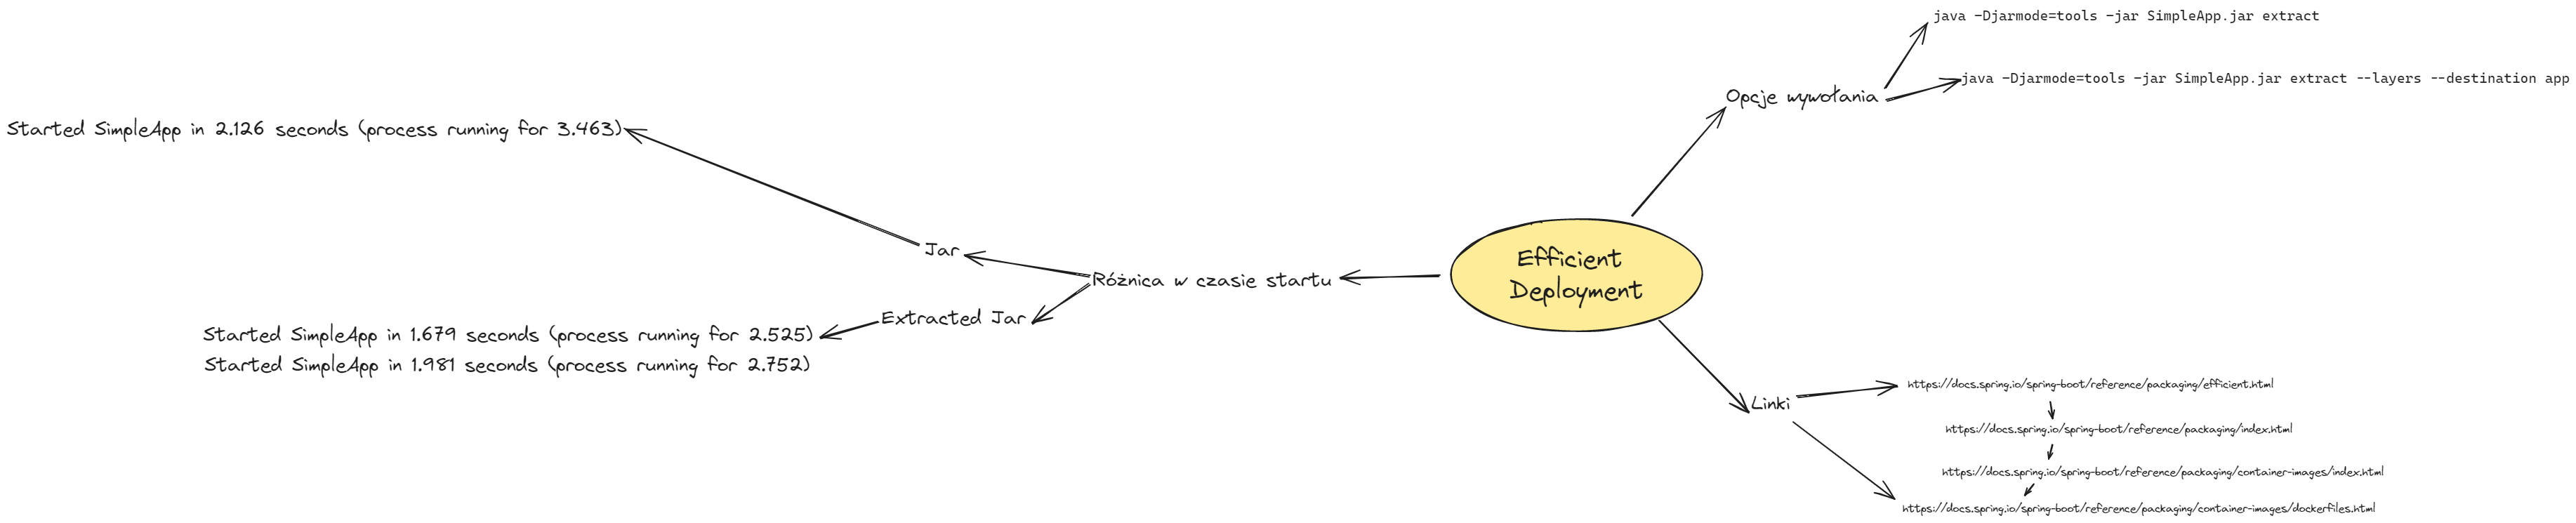 java -Djarmode=tools -jar SimpleApp.jar extract
java -Djarmode=tools -jar SimpleApp.jar extract --layers --destination app
Opcje wywołania
Started SimpleApp in 2.126 seconds (process running for 3.463)
Jar
Różnica w czasie startu
Efficient
Deployment
Extracted Jar
Started SimpleApp in 1.679 seconds (process running for 2.525)
Started SimpleApp in 1.981 seconds (process running for 2.752)
Linki
https://docs.spring.io/spring-boot/reference/packaging/efficient.html
https://docs.spring.io/spring-boot/reference/packaging/index.html
https://docs.spring.io/spring-boot/reference/packaging/container-images/index.html
https://docs.spring.io/spring-boot/reference/packaging/container-images/dockerfiles.html